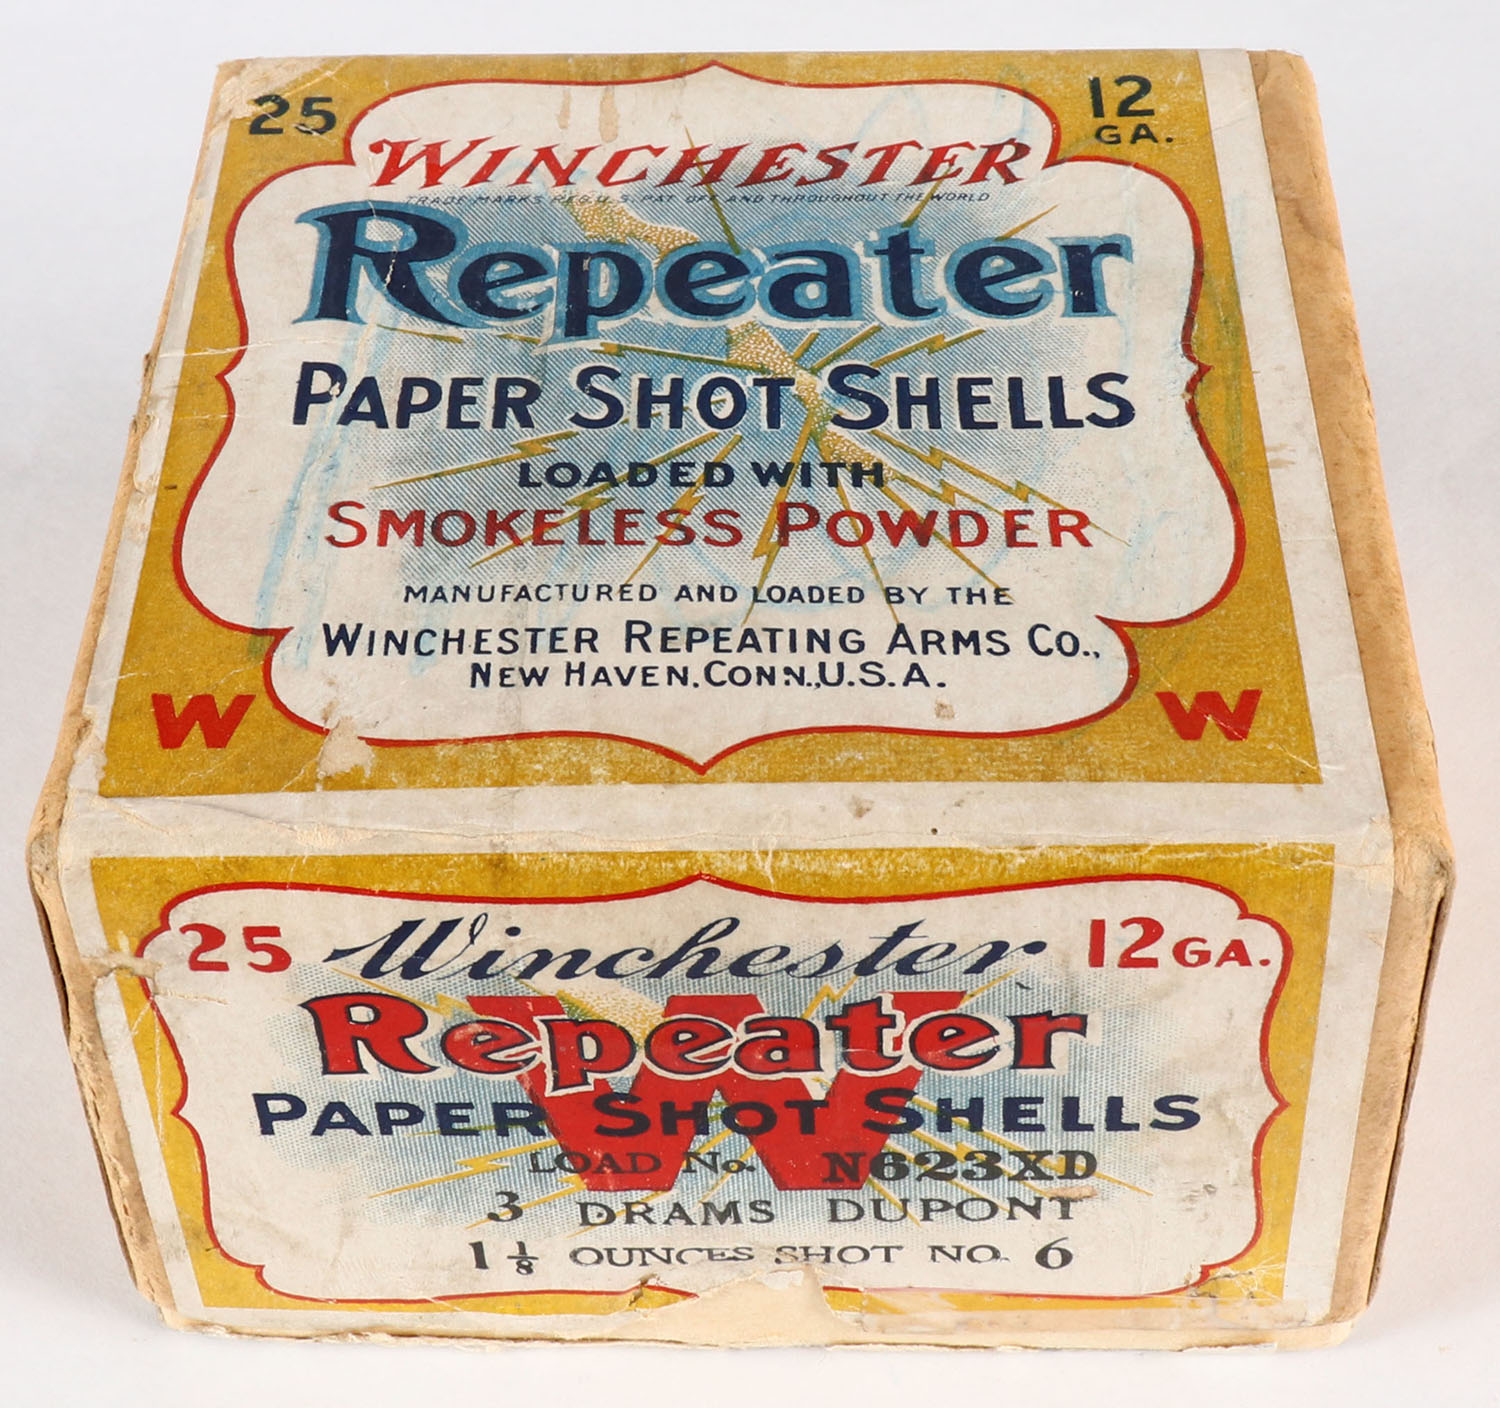 25 12
GA.
WINCHESTER
TRADE MARKS REG. U.S. PAT. OFF. AND THROUGHOUT THE WORLD
Repeater
PAPER SHOT SHELLS
LOADED WITH
SMOKELESS POWDER
MANUFACTURED AND LOADED BY THE
WINCHESTER REPEATING ARMS CO.,
NEW HAVEN, CONN., U.S.A.
W W
25 Winchester 12 GA.
Repeater
W
PAPER SHOT SHELLS
LOAD No. N623XD
3 DRAMS DUPONT
1 1/8 OUNCES SHOT NO. 6